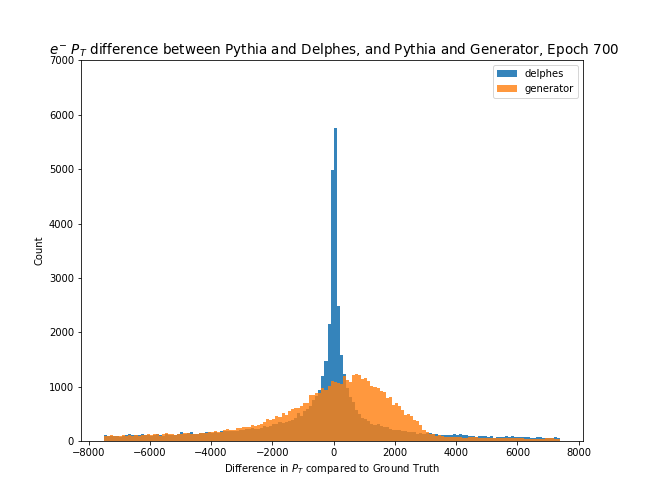 e⁻ P_T difference between Pythia and Delphes, and Pythia and Generator, Epoch 700
7000
6000
5000
4000
3000
2000
1000
0
Count
delphes
generator
−8000 −6000 −4000 −2000 0 2000 4000 6000 8000
Difference in P_T compared to Ground Truth